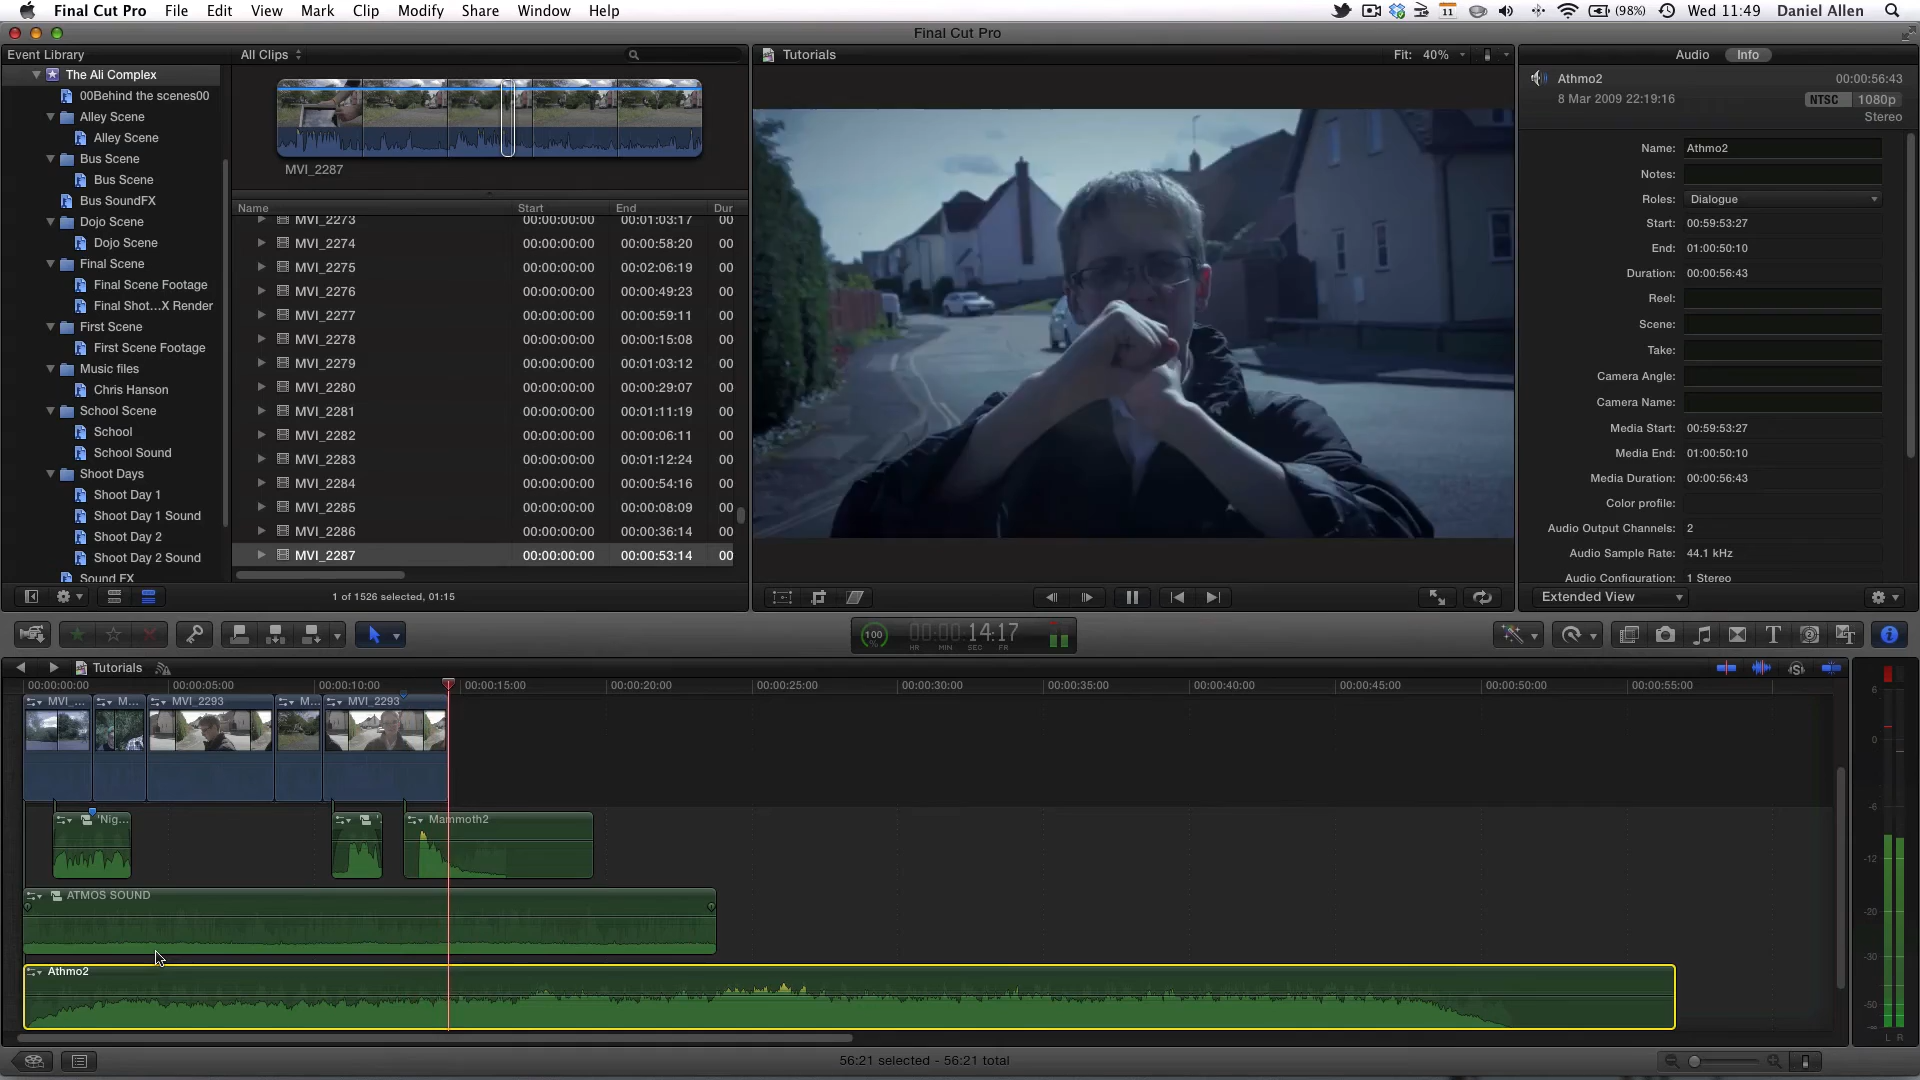 Final Cut Pro File Edit View Mark Clip Modify Share Window Help 11 (98%) Wed 11:49 Daniel Allen
Final Cut Pro
Event Library
The Ali Complex
00Behind the scenes00
Alley Scene
Alley Scene
Bus Scene
Bus Scene
Bus SoundFX
Dojo Scene
Dojo Scene
Final Scene
Final Scene Footage
Final Shot...X Render
First Scene
First Scene Footage
Music files
Chris Hanson
School Scene
School
School Sound
Shoot Days
Shoot Day 1
Shoot Day 1 Sound
Shoot Day 2
Shoot Day 2 Sound
Sound FX
All Clips
MVI_2287
Name Start End Dur
MVI_2273 00:00:00:00 00:01:03:17 00
MVI_2274 00:00:00:00 00:00:58:20 00
MVI_2275 00:00:00:00 00:02:06:19 00
MVI_2276 00:00:00:00 00:00:49:23 00
MVI_2277 00:00:00:00 00:00:59:11 00
MVI_2278 00:00:00:00 00:00:15:08 00
MVI_2279 00:00:00:00 00:01:03:12 00
MVI_2280 00:00:00:00 00:00:29:07 00
MVI_2281 00:00:00:00 00:01:11:19 00
MVI_2282 00:00:00:00 00:00:06:11 00
MVI_2283 00:00:00:00 00:01:12:24 00
MVI_2284 00:00:00:00 00:00:54:16 00
MVI_2285 00:00:00:00 00:00:08:09 00
MVI_2286 00:00:00:00 00:00:36:14 00
MVI_2287 00:00:00:00 00:00:53:14 00
1 of 1526 selected, 01:15
Tutorials Fit: 40%
Audio Info
Athmo2 00:00:56:43
8 Mar 2009 22:19:16 NTSC 1080p
Stereo
Name: Athmo2
Notes:
Roles: Dialogue
Start: 00:59:53:27
End: 01:00:50:10
Duration: 00:00:56:43
Reel:
Scene:
Take:
Camera Angle:
Camera Name:
Media Start: 00:59:53:27
Media End: 01:00:50:10
Media Duration: 00:00:56:43
Color profile:
Audio Output Channels: 2
Audio Sample Rate: 44.1 kHz
Audio Configuration: 1 Stereo
Extended View
100 % 00:00:14:17
HR MIN SEC FR
Tutorials
00:00:00:00 00:00:05:00 00:00:10:00 00:00:15:00 00:00:20:00 00:00:25:00 00:00:30:00 00:00:35:00 00:00:40:00 00:00:45:00 00:00:50:00 00:00:55:00
MVI_... M... MVI_2293 M... MVI_2293
'Nig... '. Mammoth2
ATMOS SOUND
Athmo2
6
0
-6
-12
-20
-30
-50
-∞
L R
56:21 selected - 56:21 total